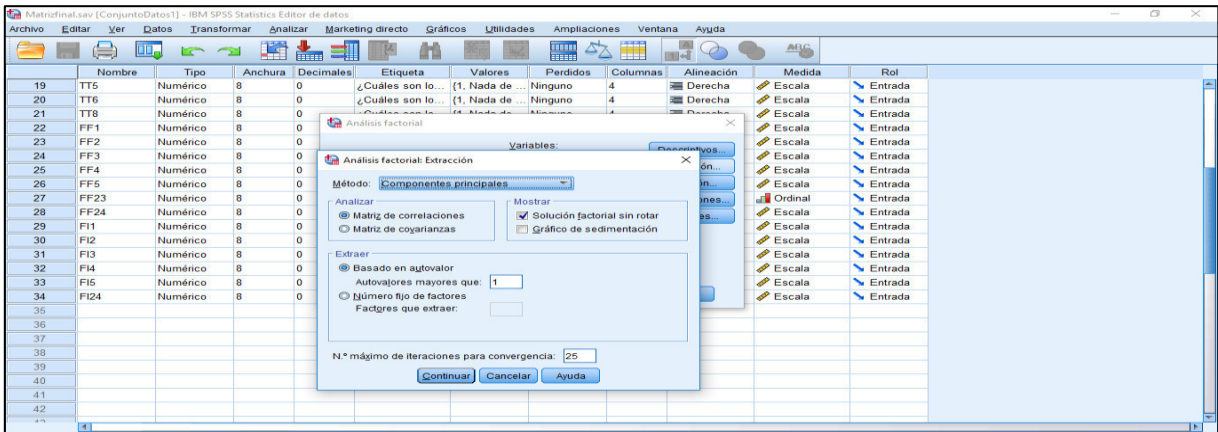 Matrizfinal.sav [ConjuntoDatos1] - IBM SPSS Statistics Editor de datos
Archivo Editar Ver Datos Transformar Analizar Marketing directo Gráficos Utilidades Ampliaciones Ventana Ayuda
Nombre Tipo Anchura Decimales Etiqueta Valores Perdidos Columnas Alineación Medida Rol
19 TT5 Numérico 8 0 ¿Cuáles son lo... {1, Nada de ... Ninguno 4 Derecha Escala Entrada
20 TT6 Numérico 8 0 ¿Cuáles son lo... {1, Nada de ... Ninguno 4 Derecha Escala Entrada
21 TT8 Numérico 8 0 Escala Entrada
22 FF1 Numérico 8 0 Escala Entrada
23 FF2 Numérico 8 0 Escala Entrada
24 FF3 Numérico 8 0 Escala Entrada
25 FF4 Numérico 8 0 Escala Entrada
26 FF5 Numérico 8 0 Escala Entrada
27 FF23 Numérico 8 0 Ordinal Entrada
28 FF24 Numérico 8 0 Escala Entrada
29 FI1 Numérico 8 0 Escala Entrada
30 FI2 Numérico 8 0 Escala Entrada
31 FI3 Numérico 8 0 Escala Entrada
32 FI4 Numérico 8 0 Escala Entrada
33 FI5 Numérico 8 0 Escala Entrada
34 FI24 Numérico 8 0 Escala Entrada
35
36
37
38
39
40
41
42
Análisis factorial
Variables:
Análisis factorial: Extracción
Método: Componentes principales
Analizar
Matriz de correlaciones
Matriz de covarianzas
Mostrar
Solución factorial sin rotar
Gráfico de sedimentación
Extraer
Basado en autovalor
Autovalores mayores que: 1
Número fijo de factores
Factores que extraer:
N.º máximo de iteraciones para convergencia: 25
Continuar Cancelar Ayuda